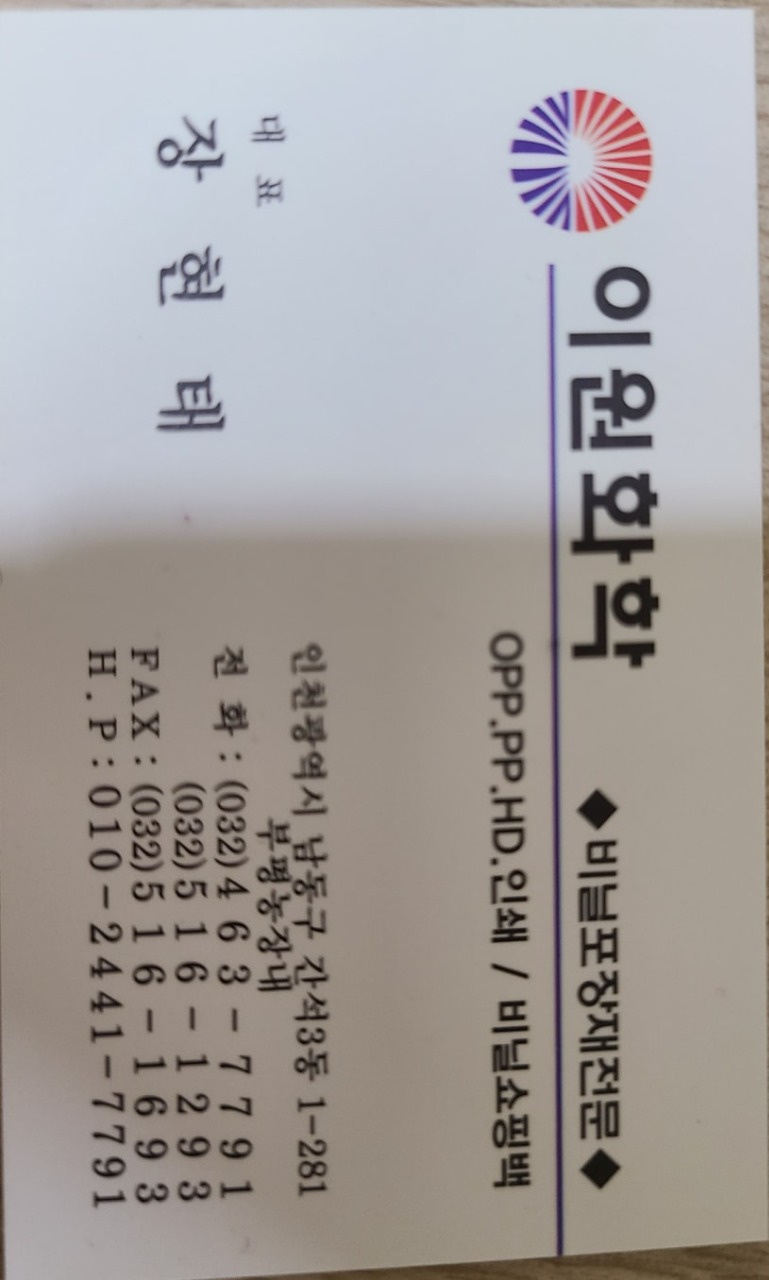 이원화학 ◆비닐포장재전문◆
OPP.PP.HD.인쇄 / 비닐쇼핑백
대 표
장 현 태
인천광역시 남동구 간석3동 1-281
부평농장내
전 화 : (032) 4 6 3 - 7 7 9 1
(032) 5 1 6 - 1 2 9 3
FAX : (032) 5 1 6 - 1 6 9 3
H . P : 0 1 0 - 2 4 4 1 - 7 7 9 1